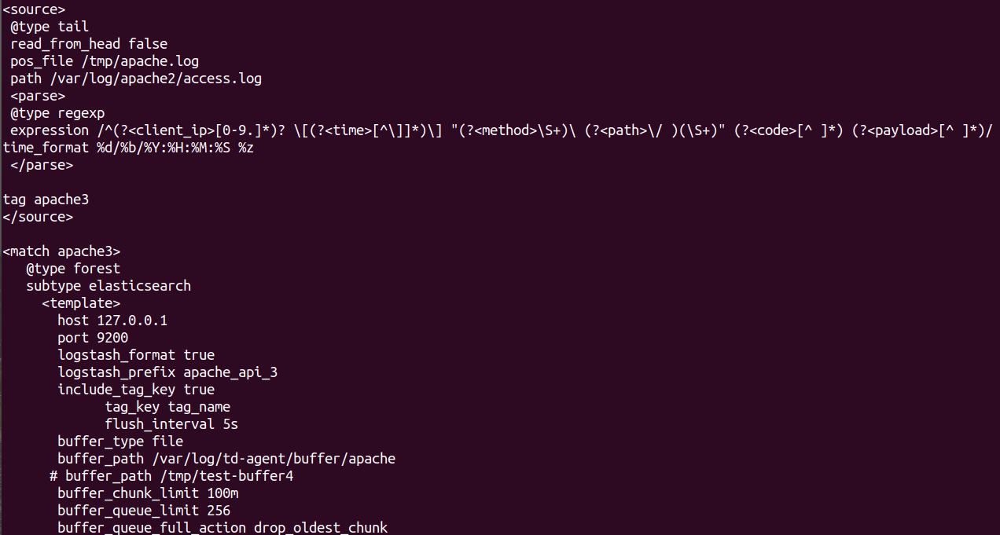 <source>
@type tail
read_from_head false
pos_file /tmp/apache.log
path /var/log/apache2/access.log
<parse>
@type regexp
expression /^(?<client_ip>[0-9.]*)? \[(?<time>[^\]]*)\] "(?<method>\S+)\ (?<path>\/ )(\S+)" (?<code>[^ ]*) (?<payload>[^ ]*)/
time_format %d/%b/%Y:%H:%M:%S %z
</parse>
tag apache3
</source>
<match apache3>
@type forest
subtype elasticsearch
<template>
host 127.0.0.1
port 9200
logstash_format true
logstash_prefix apache_api_3
include_tag_key true
tag_key tag_name
flush_interval 5s
buffer_type file
buffer_path /var/log/td-agent/buffer/apache
# buffer_path /tmp/test-buffer4
buffer_chunk_limit 100m
buffer_queue_limit 256
buffer_queue_full_action drop_oldest_chunk